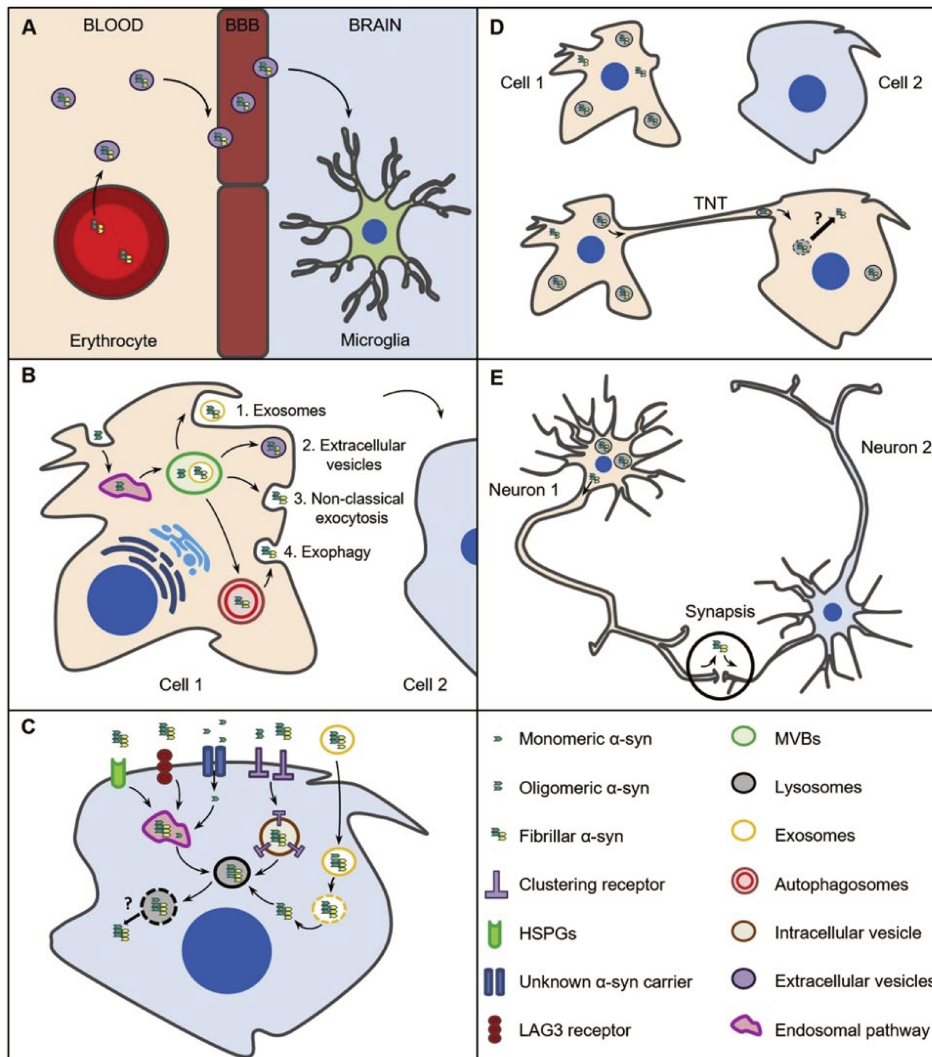 A
BLOOD
BBB
BRAIN
Erythrocyte
Microglia
B
1. Exosomes
2. Extracellular
vesicles
3. Non-classical
exocytosis
4. Exophagy
Cell 1
Cell 2
C
?
D
Cell 1
Cell 2
TNT
?
E
Neuron 1
Neuron 2
Synapsis
Monomeric α-syn
Oligomeric α-syn
Fibrillar α-syn
Clustering receptor
HSPGs
Unknown α-syn carrier
LAG3 receptor
MVBs
Lysosomes
Exosomes
Autophagosomes
Intracellular vesicle
Extracellular vesicles
Endosomal pathway